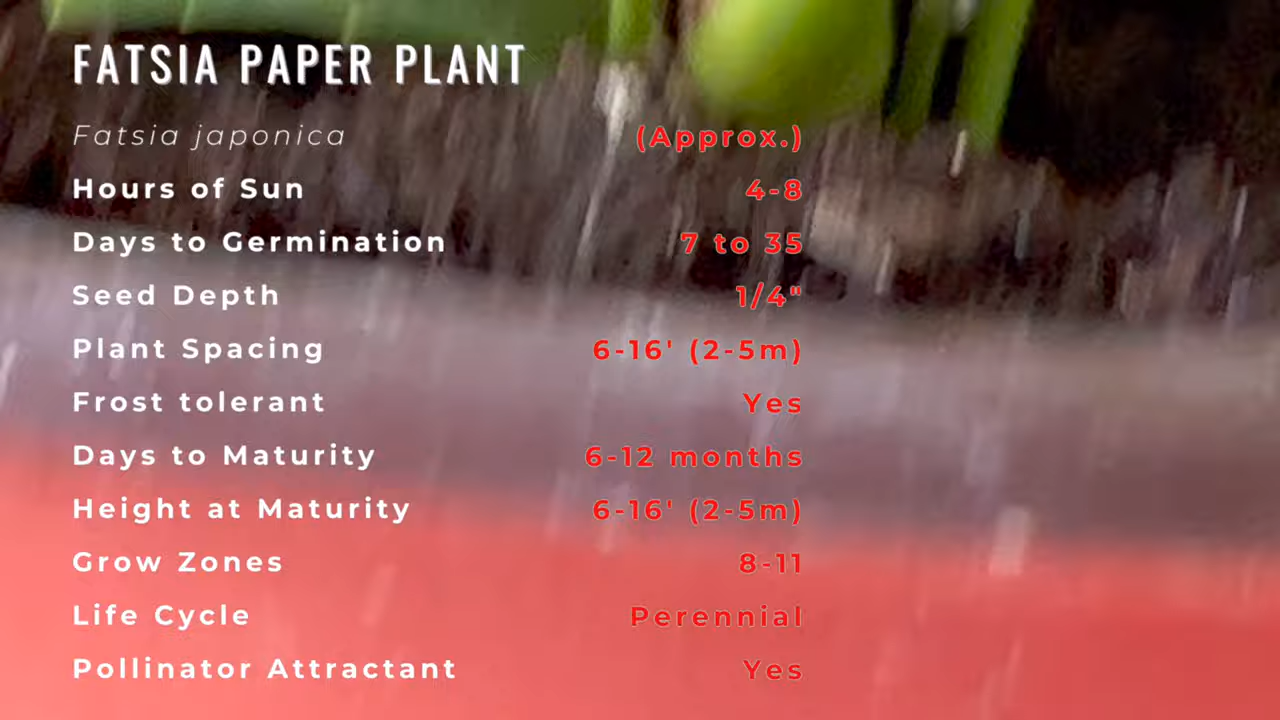 FATSIA PAPER PLANT
Fatsia japonica (Approx.)
Hours of Sun 4-8
Days to Germination 7 to 35
Seed Depth 1/4"
Plant Spacing 6-16' (2-5m)
Frost tolerant Yes
Days to Maturity 6-12 months
Height at Maturity 6-16' (2-5m)
Grow Zones 8-11
Life Cycle Perennial
Pollinator Attractant Yes